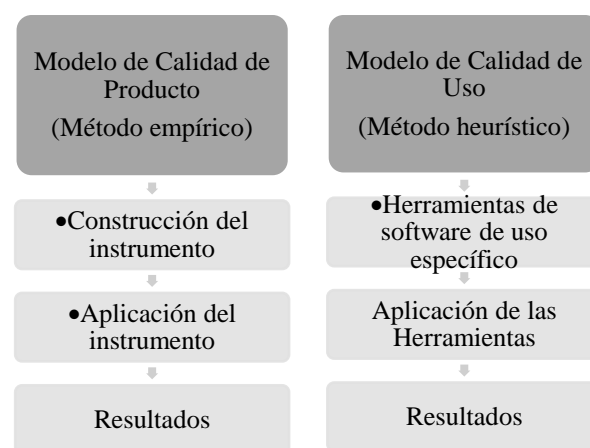 Modelo de Calidad de
Producto
(Método empírico)
•Construcción del
instrumento
•Aplicación del
instrumento
Resultados
Modelo de Calidad de
Uso
(Método heurístico)
•Herramientas de
software de uso
específico
Aplicación de las
Herramientas
Resultados